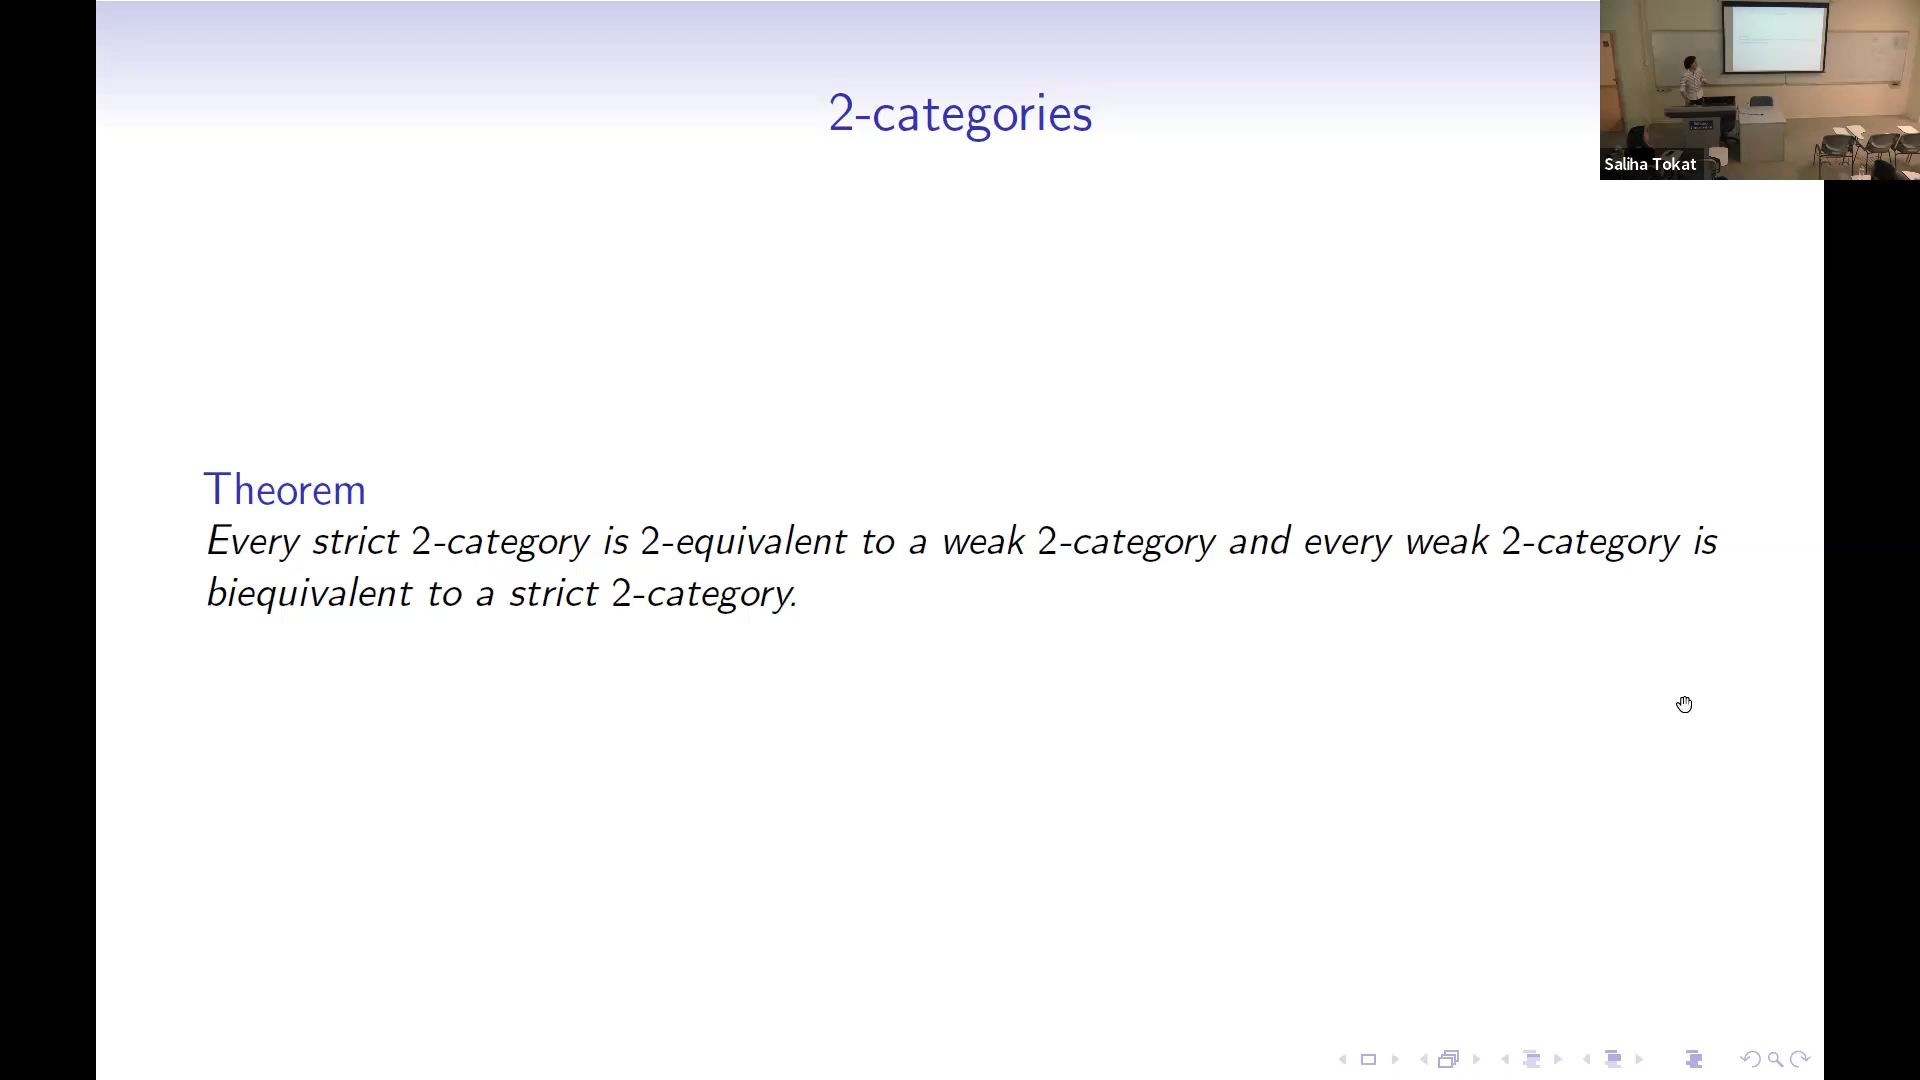 2-categories
Saliha Tokat
Theorem
Every strict 2-category is 2-equivalent to a weak 2-category and every weak 2-category is
biequivalent to a strict 2-category.